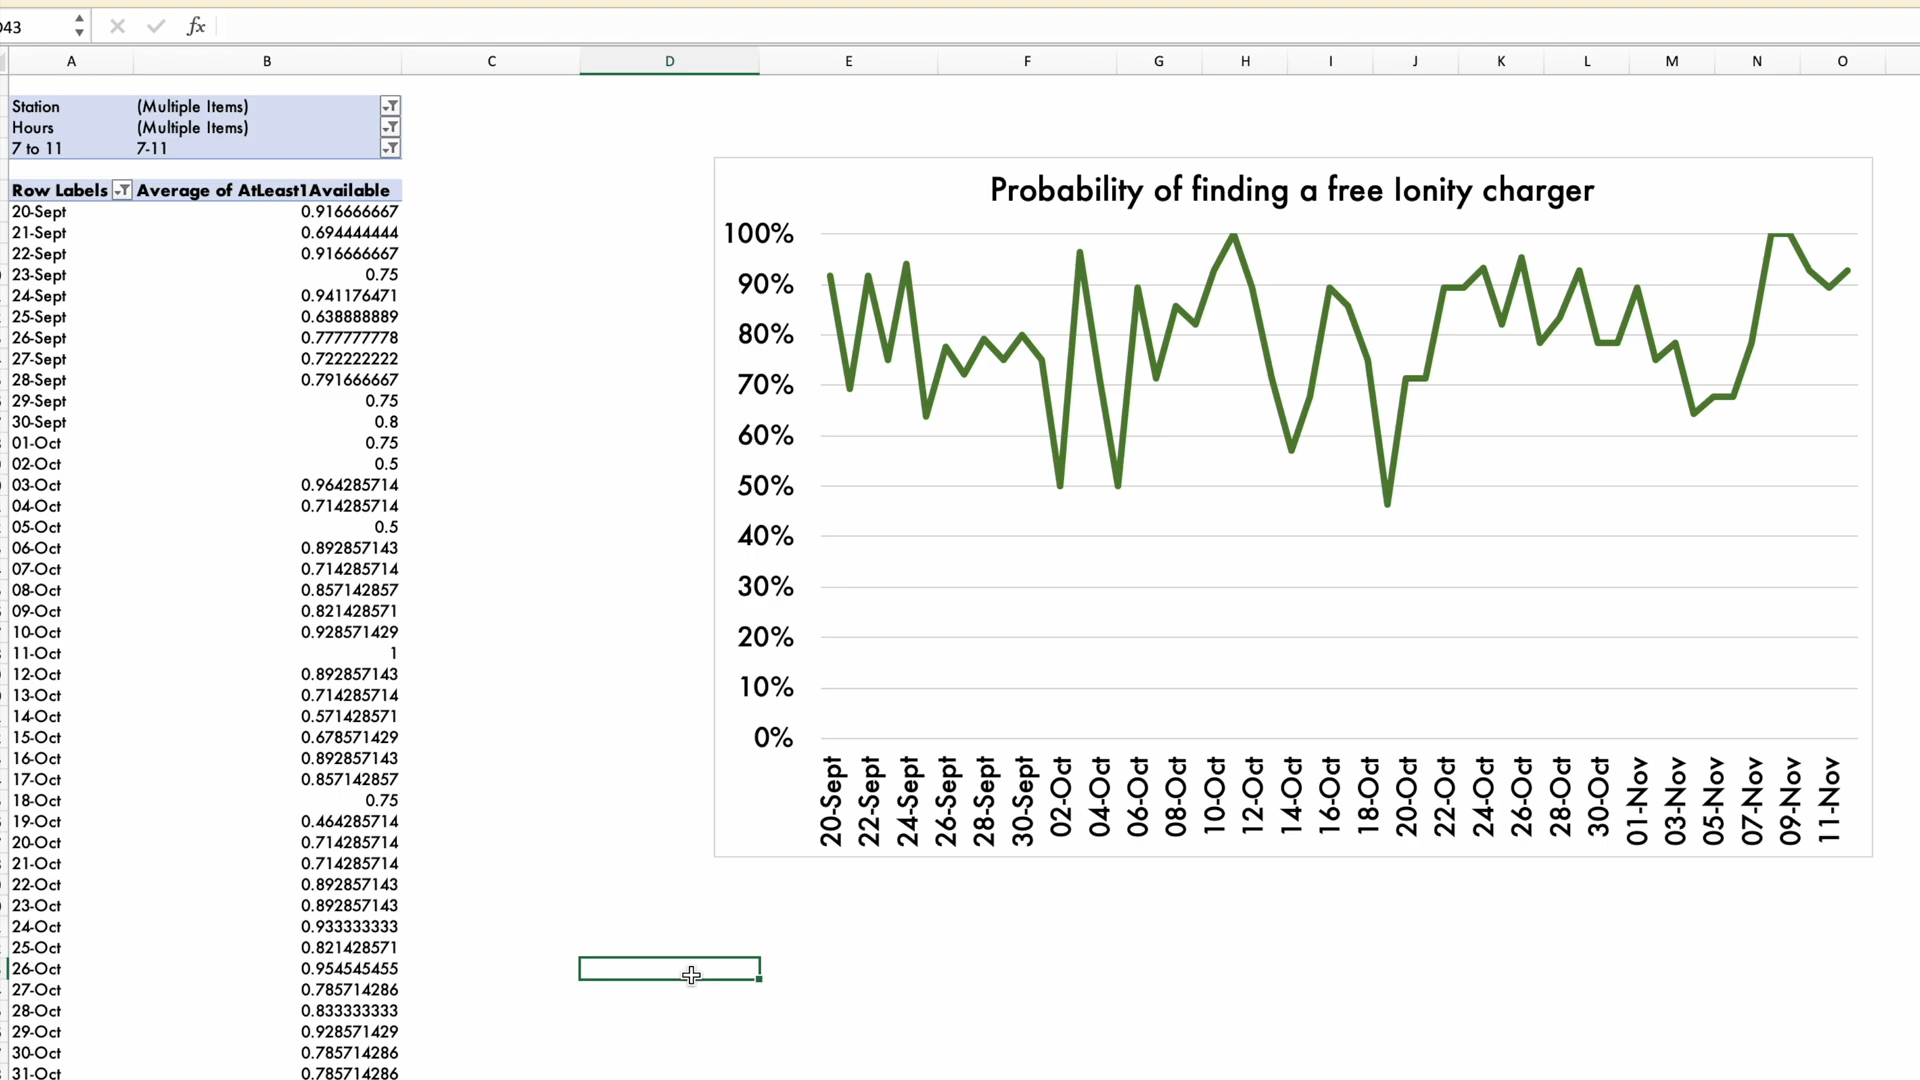 D43
fx
A B C D E F G H I J K L M N O
Station (Multiple Items)
Hours (Multiple Items)
7 to 11 7-11
Row Labels Average of AtLeast1Available
20-Sept 0.916666667
21-Sept 0.694444444
22-Sept 0.916666667
23-Sept 0.75
24-Sept 0.941176471
25-Sept 0.638888889
26-Sept 0.777777778
27-Sept 0.722222222
28-Sept 0.791666667
29-Sept 0.75
30-Sept 0.8
01-Oct 0.75
02-Oct 0.5
03-Oct 0.964285714
04-Oct 0.714285714
05-Oct 0.5
06-Oct 0.892857143
07-Oct 0.714285714
08-Oct 0.857142857
09-Oct 0.821428571
10-Oct 0.928571429
11-Oct 1
12-Oct 0.892857143
13-Oct 0.714285714
14-Oct 0.571428571
15-Oct 0.678571429
16-Oct 0.892857143
17-Oct 0.857142857
18-Oct 0.75
19-Oct 0.464285714
20-Oct 0.714285714
21-Oct 0.714285714
22-Oct 0.892857143
23-Oct 0.892857143
24-Oct 0.933333333
25-Oct 0.821428571
26-Oct 0.954545455
27-Oct 0.785714286
28-Oct 0.833333333
29-Oct 0.928571429
30-Oct 0.785714286
31-Oct 0.785714286
Probability of finding a free Ionity charger
100%
90%
80%
70%
60%
50%
40%
30%
20%
10%
0%
20-Sept
22-Sept
24-Sept
26-Sept
28-Sept
30-Sept
02-Oct
04-Oct
06-Oct
08-Oct
10-Oct
12-Oct
14-Oct
16-Oct
18-Oct
20-Oct
22-Oct
24-Oct
26-Oct
28-Oct
30-Oct
01-Nov
03-Nov
05-Nov
07-Nov
09-Nov
11-Nov